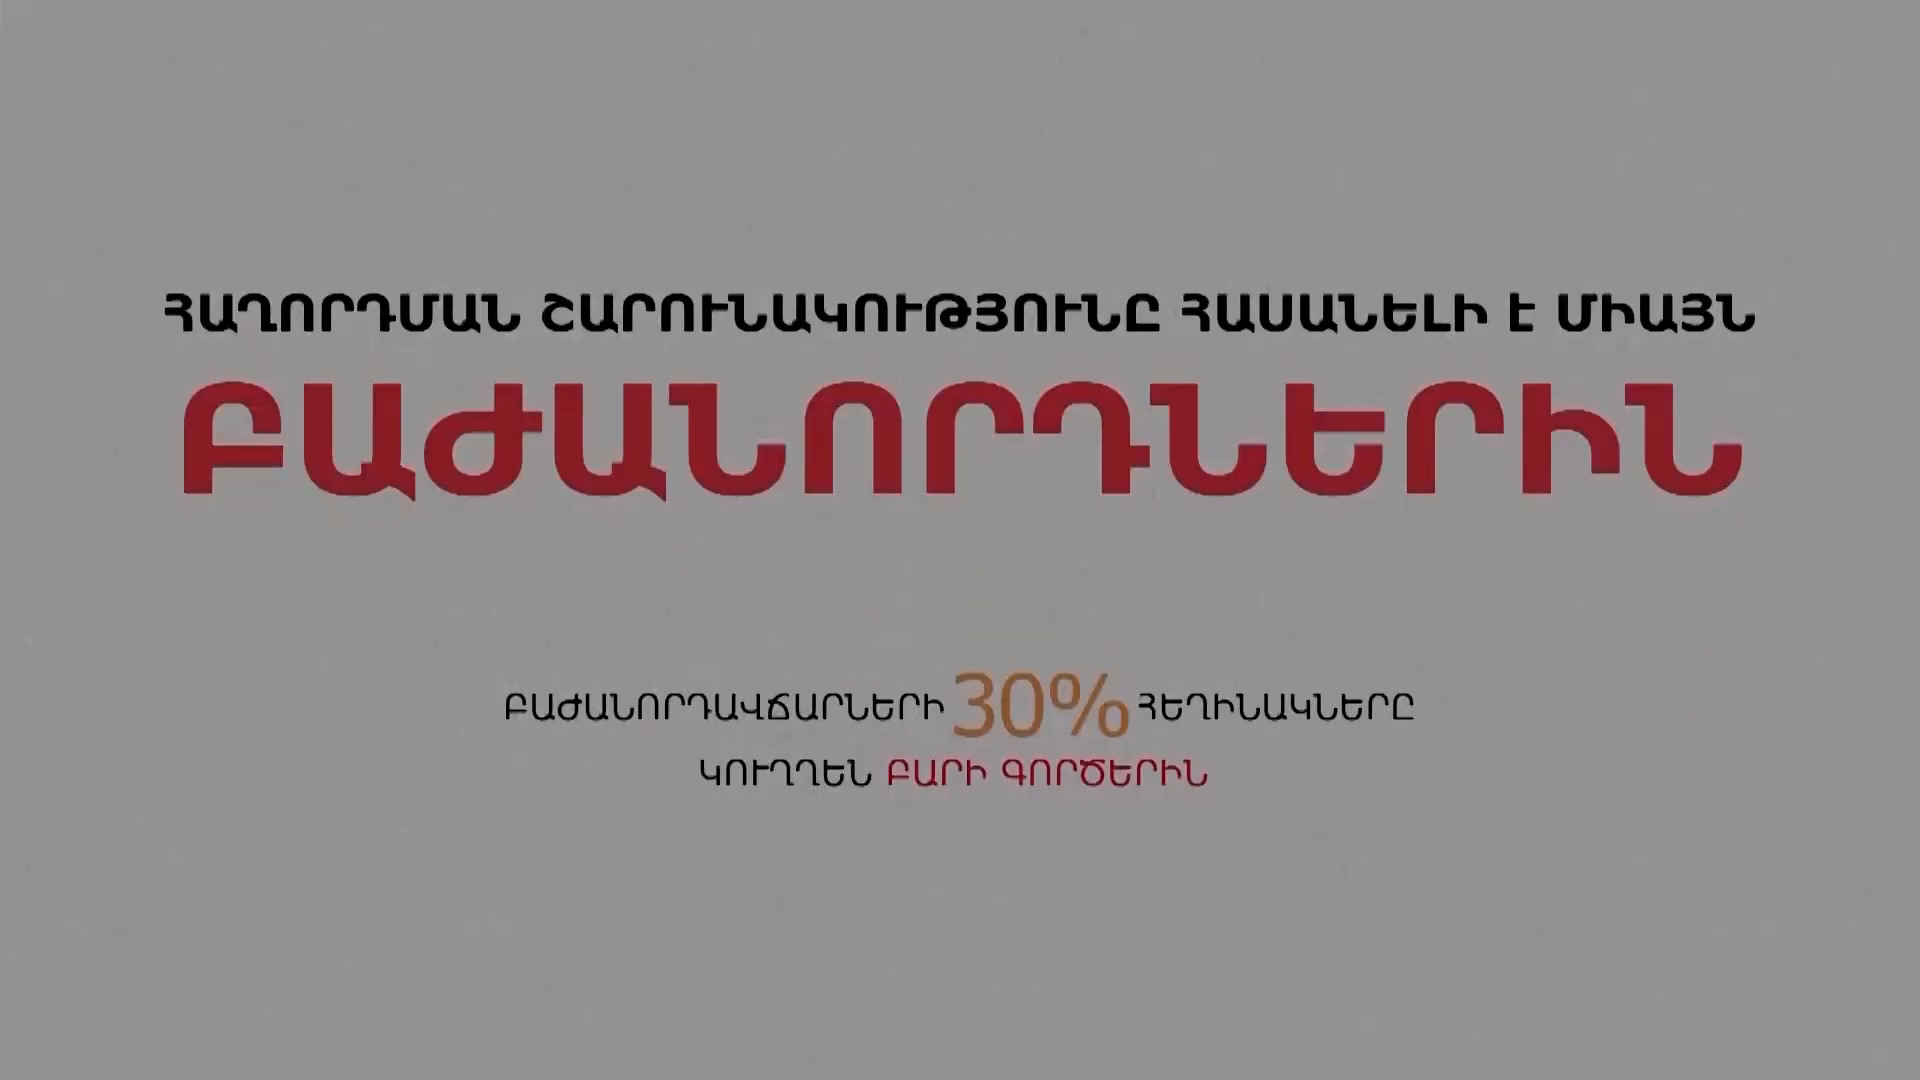 ՀԱՂՈՐԴՄԱՆ ՇԱՐՈՒՆԱԿՈՒԹՅՈՒՆԸ ՀԱՍԱՆԵԼԻ Է ՄԻԱՅՆ
ԲԱԺԱՆՈՐԴՆԵՐԻՆ
ԲԱԺԱՆՈՐԴԱՎՃԱՐՆԵՐԻ 30% ՀԵՂԻՆԱԿՆԵՐԸ
ԿՈՒՂՂԵՆ ԲԱՐԻ ԳՈՐԾԵՐԻՆ